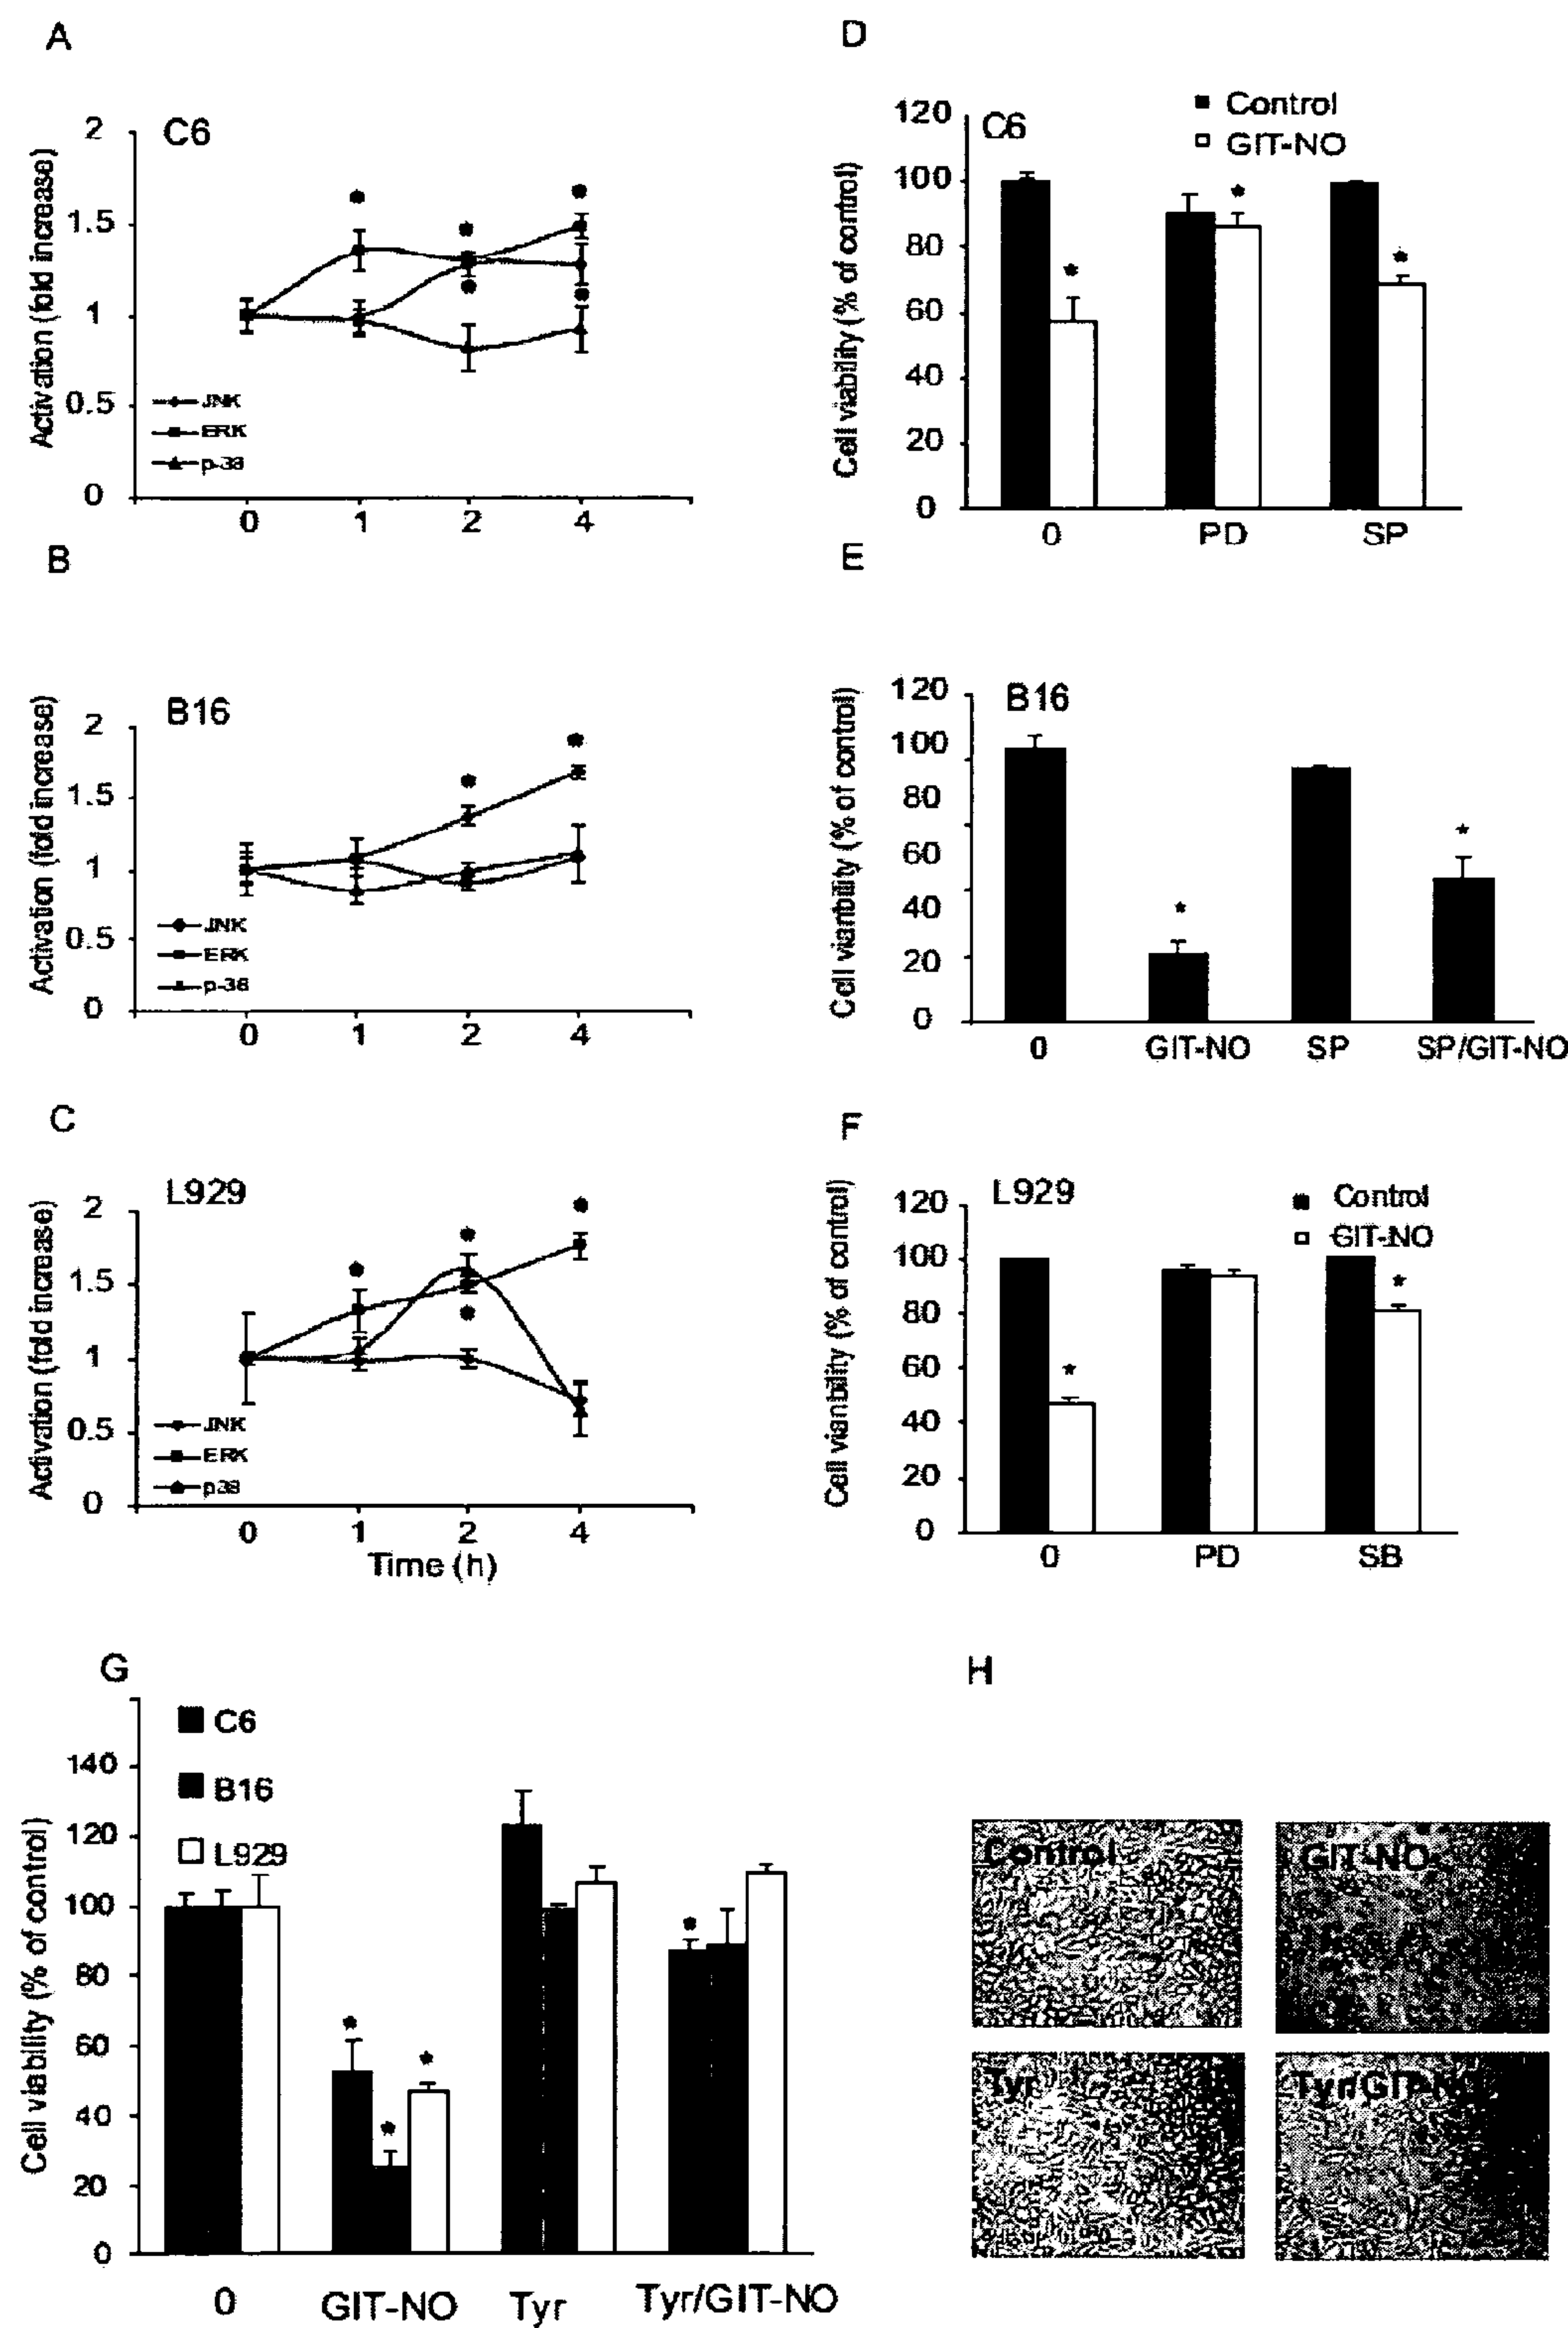 A
C6
Activation (fold increase)
2
1.5
1
0.5
0
JNK
ERK
p-38
0 1 2 4
D
C6
Control
GIT-NO
Cell viability (% of control)
120
100
80
60
40
20
0
0 PD SP
B
B16
Activation (fold increase)
2
1.5
1
0.5
0
JNK
ERK
p-38
0 1 2 4
E
B16
Cell vianbility (% of control)
120
100
80
60
40
20
0
0 GIT-NO SP SP/GIT-NO
C
L929
Activation (fold increase)
2
1.5
1
0.5
0
JNK
ERK
p38
0 1 2 4
Time (h)
F
L929
Control
GIT-NO
Cell vianbility (% of control)
120
100
80
60
40
20
0
0 PD SB
G
C6
B16
L929
Cell viability (% of control)
140
120
100
80
60
40
20
0
0 GIT-NO Tyr Tyr/GIT-NO
H
Control
GIT-NO
Tyr
Tyr/GIT-NO